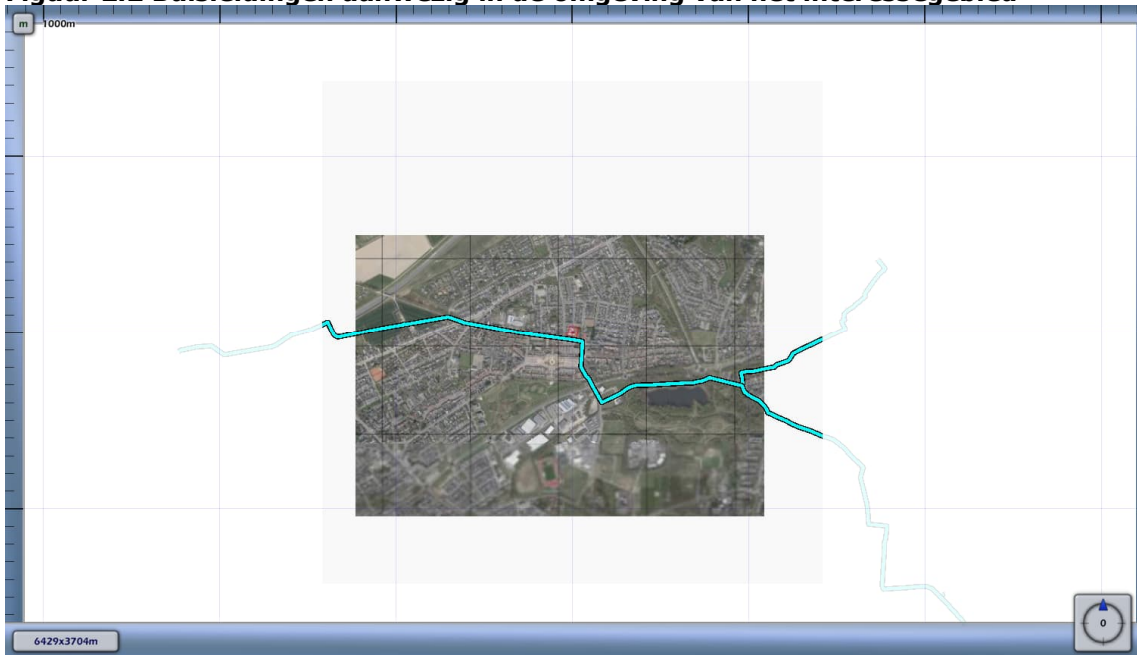 Figuur 2.2 Buisleidingen aanwezig in de omgeving van het interessegebied
m 1000m
6429x3704m
0